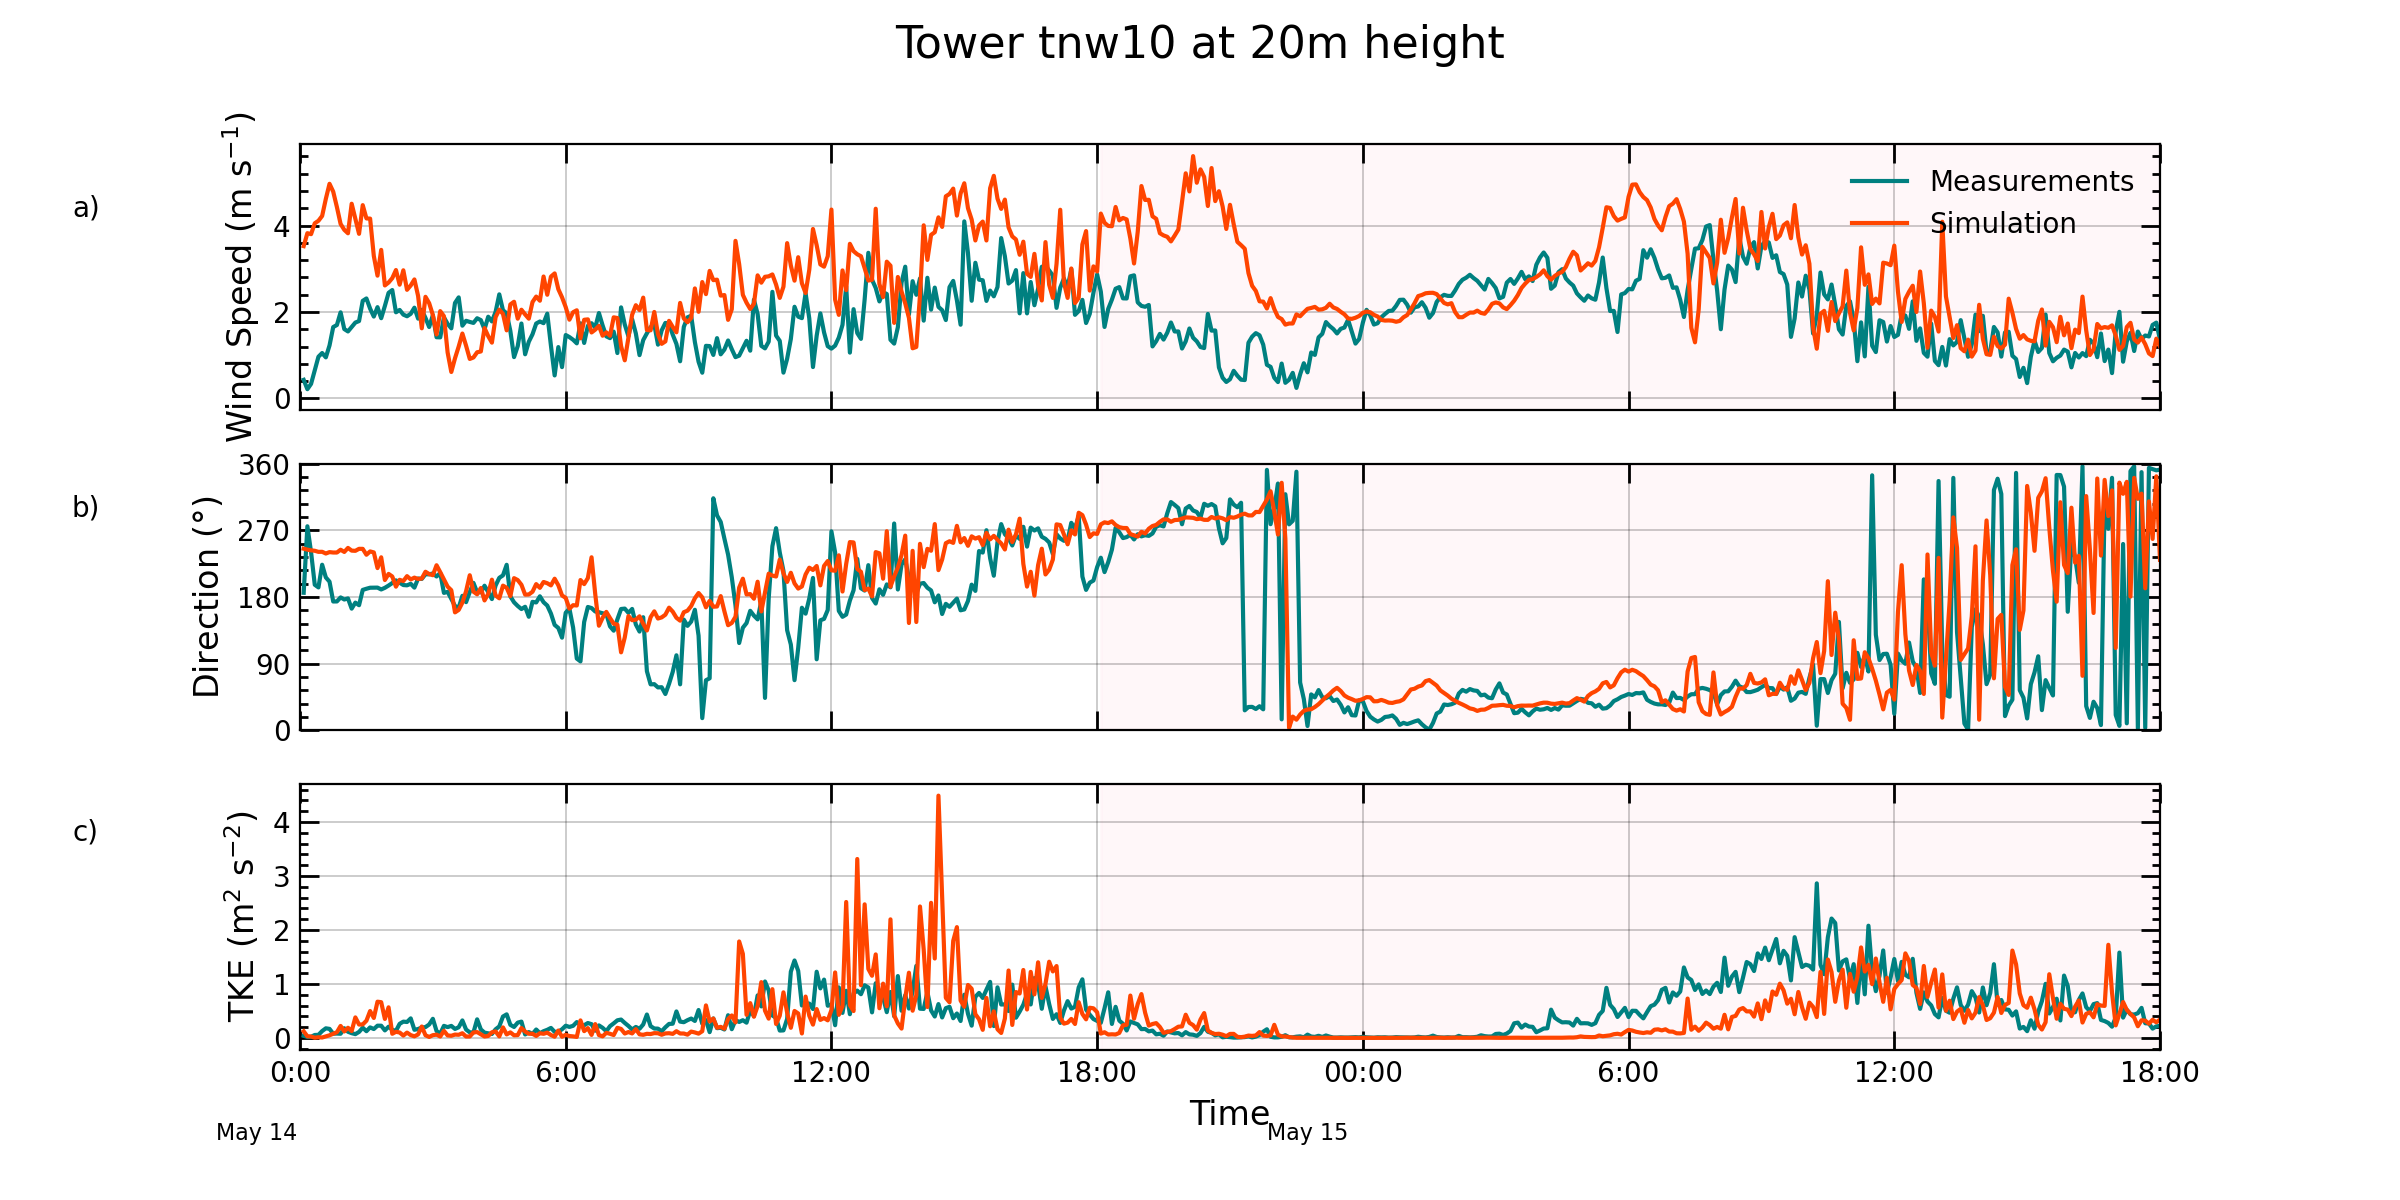 Tower tnw10 at 20m height
a)
Wind Speed (m s⁻¹)
4
2
0
Measurements
Simulation
b)
Direction (°)
360
270
180
90
0
c)
TKE (m² s⁻²)
4
3
2
1
0
0:00 6:00 12:00 18:00 00:00 6:00 12:00 18:00
Time
May 14 May 15